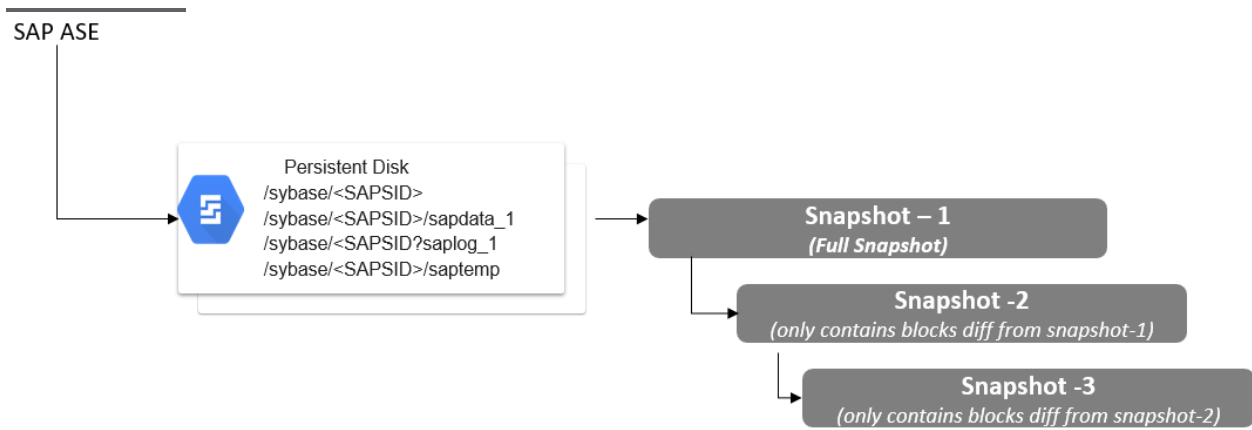 SAP ASE
Persistent Disk
/sybase/<SAPSID>
/sybase/<SAPSID>/sapdata_1
/sybase/<SAPSID?saplog_1
/sybase/<SAPSID>/saptemp
Snapshot – 1
(Full Snapshot)
Snapshot -2
(only contains blocks diff from snapshot-1)
Snapshot -3
(only contains blocks diff from snapshot-2)